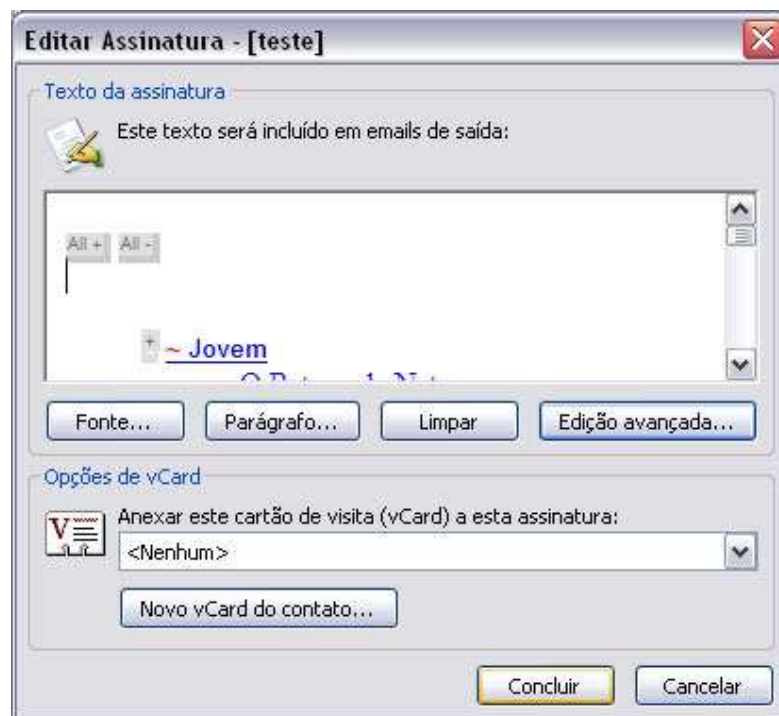 Editar Assinatura - [teste]
Texto da assinatura
Este texto será incluído em emails de saída:
All + All -
+ ~ Jovem
Fonte... Parágrafo... Limpar Edição avançada...
Opções de vCard
Anexar este cartão de visita (vCard) a esta assinatura:
<Nenhum>
Novo vCard do contato...
Concluir Cancelar